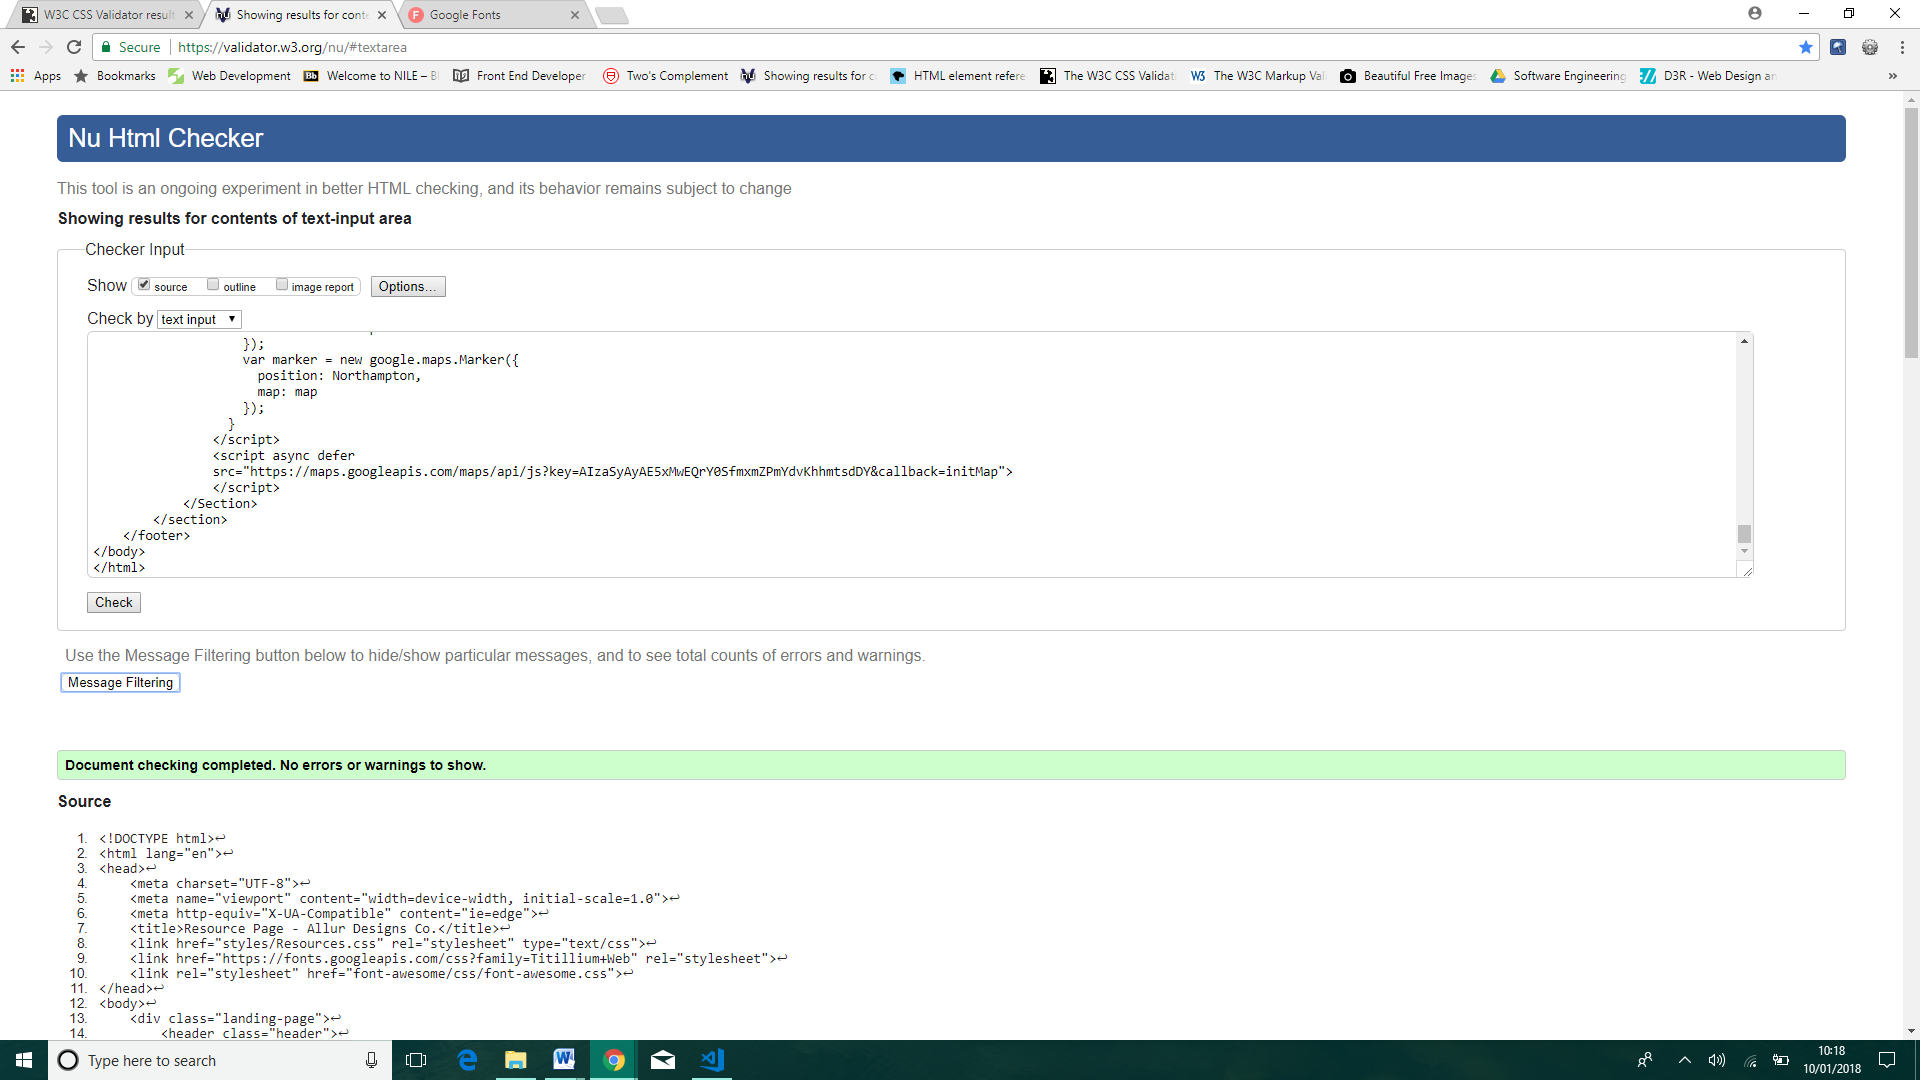 W3C CSS Validator result
Showing results for conte
Google Fonts
Secure
https://validator.w3.org/nu/#textarea
Apps
Bookmarks
Web Development
Welcome to NILE – B
Front End Developer
Two's Complement
Showing results for c
HTML element refere
The W3C CSS Validat
The W3C Markup Val
Beautiful Free Images
Software Engineering
D3R - Web Design an
»
Nu Html Checker
This tool is an ongoing experiment in better HTML checking, and its behavior remains subject to change
Showing results for contents of text-input area
Checker Input
Show source outline image report Options...
Check by text input
});
var marker = new google.maps.Marker({
position: Northampton,
map: map
});
}
</script>
<script async defer
src="https://maps.googleapis.com/maps/api/js?key=AIzaSyAyAE5xMwEQrY0SfmxmZPmYdvKhhmtsdDY&callback=initMap">
</script>
</Section>
</section>
</footer>
</body>
</html>
Check
Use the Message Filtering button below to hide/show particular messages, and to see total counts of errors and warnings.
Message Filtering
Document checking completed. No errors or warnings to show.
Source
1. <!DOCTYPE html>↩
2. <html lang="en">↩
3. <head>↩
4. <meta charset="UTF-8">↩
5. <meta name="viewport" content="width=device-width, initial-scale=1.0">↩
6. <meta http-equiv="X-UA-Compatible" content="ie=edge">↩
7. <title>Resource Page - Allur Designs Co.</title>↩
8. <link href="styles/Resources.css" rel="stylesheet" type="text/css">↩
9. <link href="https://fonts.googleapis.com/css?family=Titillium+Web" rel="stylesheet">↩
10. <link rel="stylesheet" href="font-awesome/css/font-awesome.css">↩
11. </head>↩
12. <body>↩
13. <div class="landing-page">↩
14. <header class="header">↩
Type here to search
10:18
10/01/2018